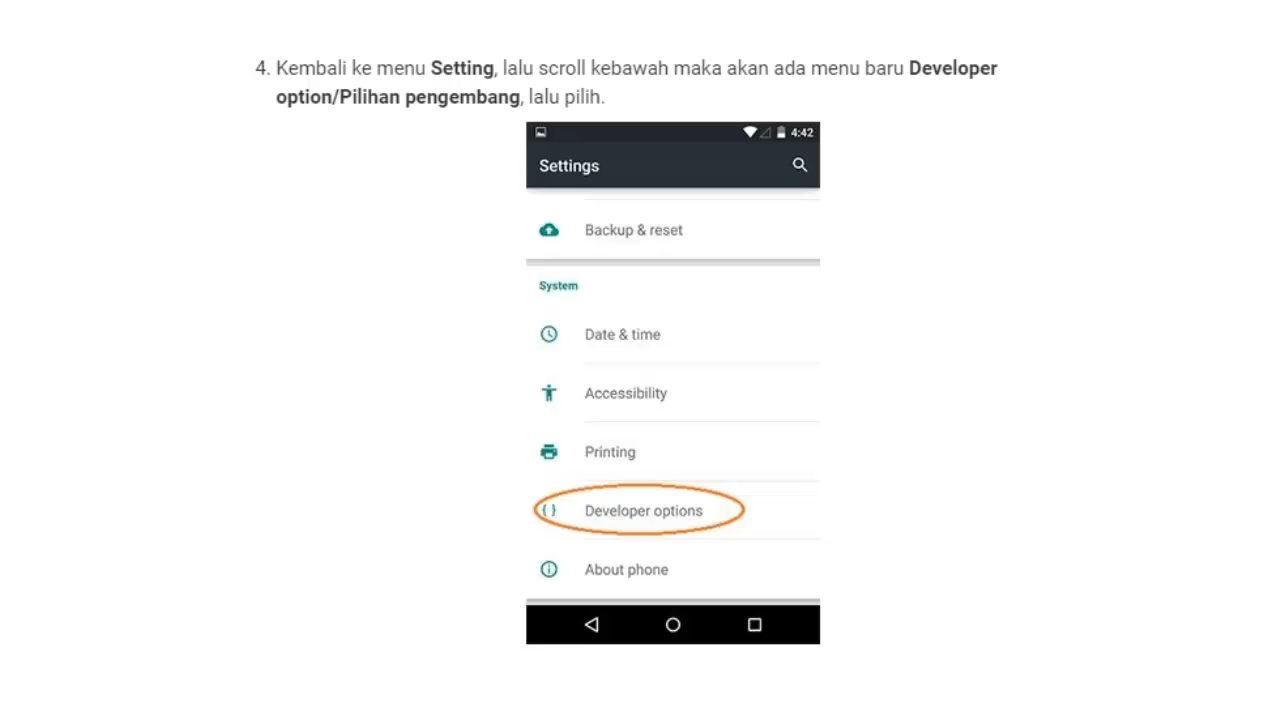 4. Kembali ke menu Setting, lalu scroll kebawah maka akan ada menu baru Developer
option/Pilihan pengembang, lalu pilih.
4:42
Settings
Backup & reset
System
Date & time
Accessibility
Printing
{ } Developer options
About phone